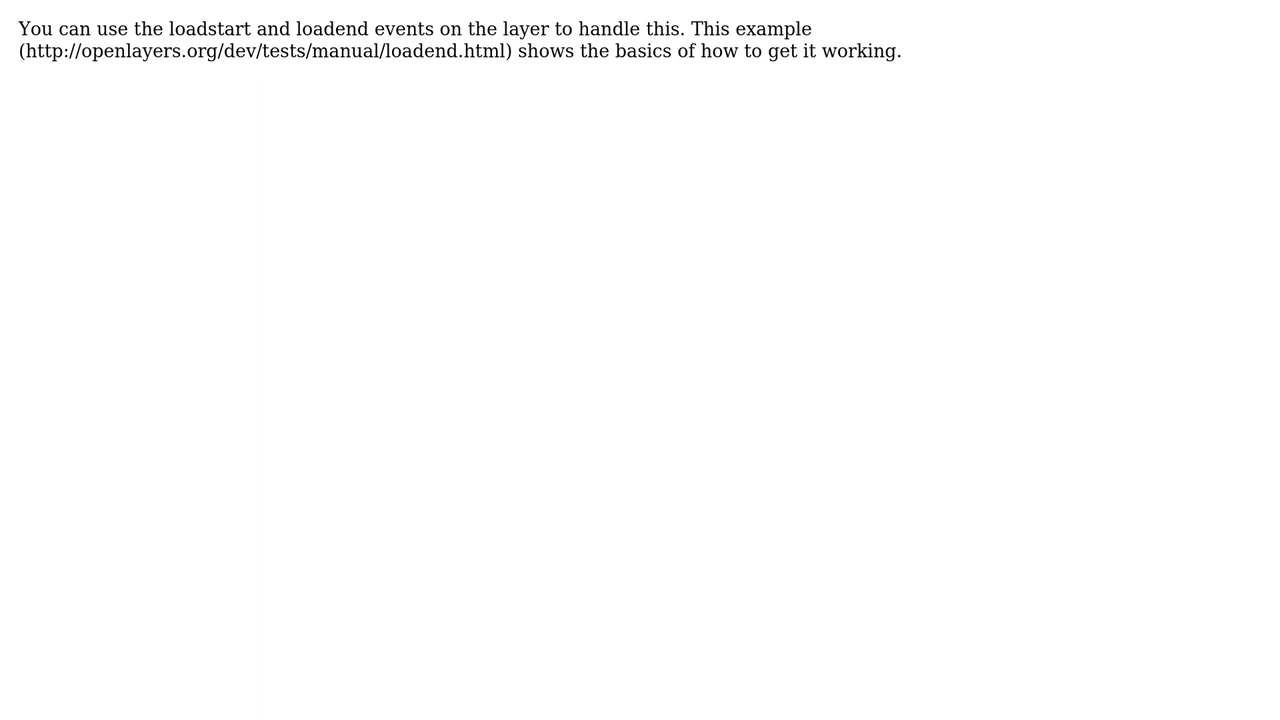 You can use the loadstart and loadend events on the layer to handle this. This example
(http://openlayers.org/dev/tests/manual/loadend.html) shows the basics of how to get it working.